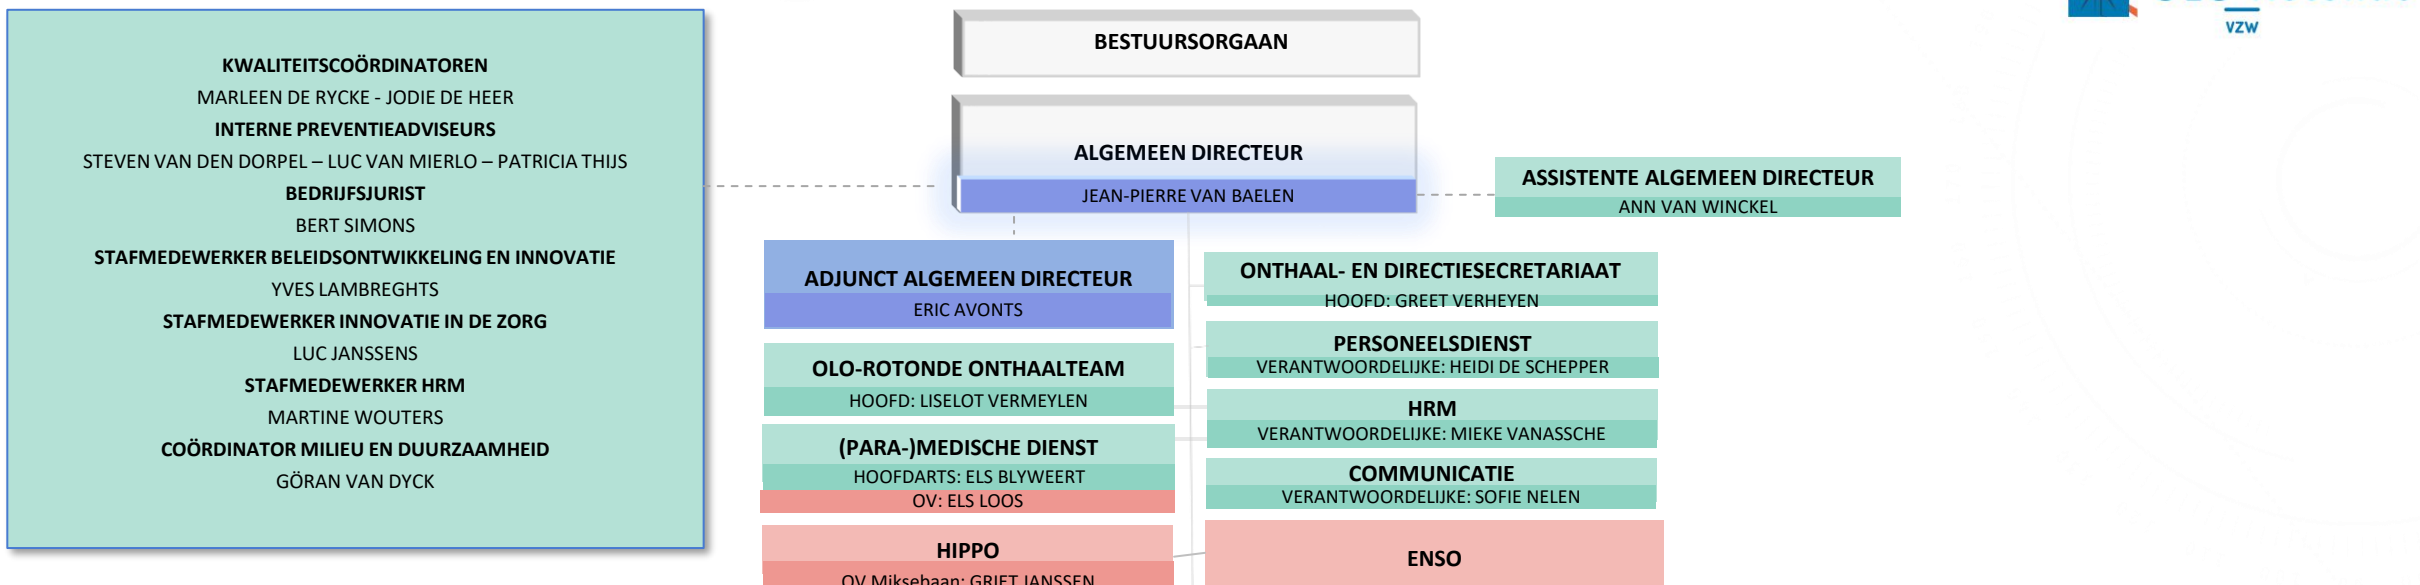 VZW
KWALITEITSCOÖRDINATOREN
MARLEEN DE RYCKE - JODIE DE HEER
INTERNE PREVENTIEADVISEURS
STEVEN VAN DEN DORPEL – LUC VAN MIERLO – PATRICIA THIJS
BEDRIJFSJURIST
BERT SIMONS
STAFMEDEWERKER BELEIDSONTWIKKELING EN INNOVATIE
YVES LAMBREGHTS
STAFMEDEWERKER INNOVATIE IN DE ZORG
LUC JANSSENS
STAFMEDEWERKER HRM
MARTINE WOUTERS
COÖRDINATOR MILIEU EN DUURZAAMHEID
GÖRAN VAN DYCK
BESTUURSORGAAN
ALGEMEEN DIRECTEUR
JEAN-PIERRE VAN BAELEN
ASSISTENTE ALGEMEEN DIRECTEUR
ANN VAN WINCKEL
ADJUNCT ALGEMEEN DIRECTEUR
ERIC AVONTS
OLO-ROTONDE ONTHAALTEAM
HOOFD: LISELOT VERMEYLEN
(PARA-)MEDISCHE DIENST
HOOFDARTS: ELS BLYWEERT
OV: ELS LOOS
HIPPO
OV Miksebaan: GRIET JANSSEN
ONTHAAL- EN DIRECTIESECRETARIAAT
HOOFD: GREET VERHEYEN
PERSONEELSDIENST
VERANTWOORDELIJKE: HEIDI DE SCHEPPER
HRM
VERANTWOORDELIJKE: MIEKE VANASSCHE
COMMUNICATIE
VERANTWOORDELIJKE: SOFIE NELEN
ENSO